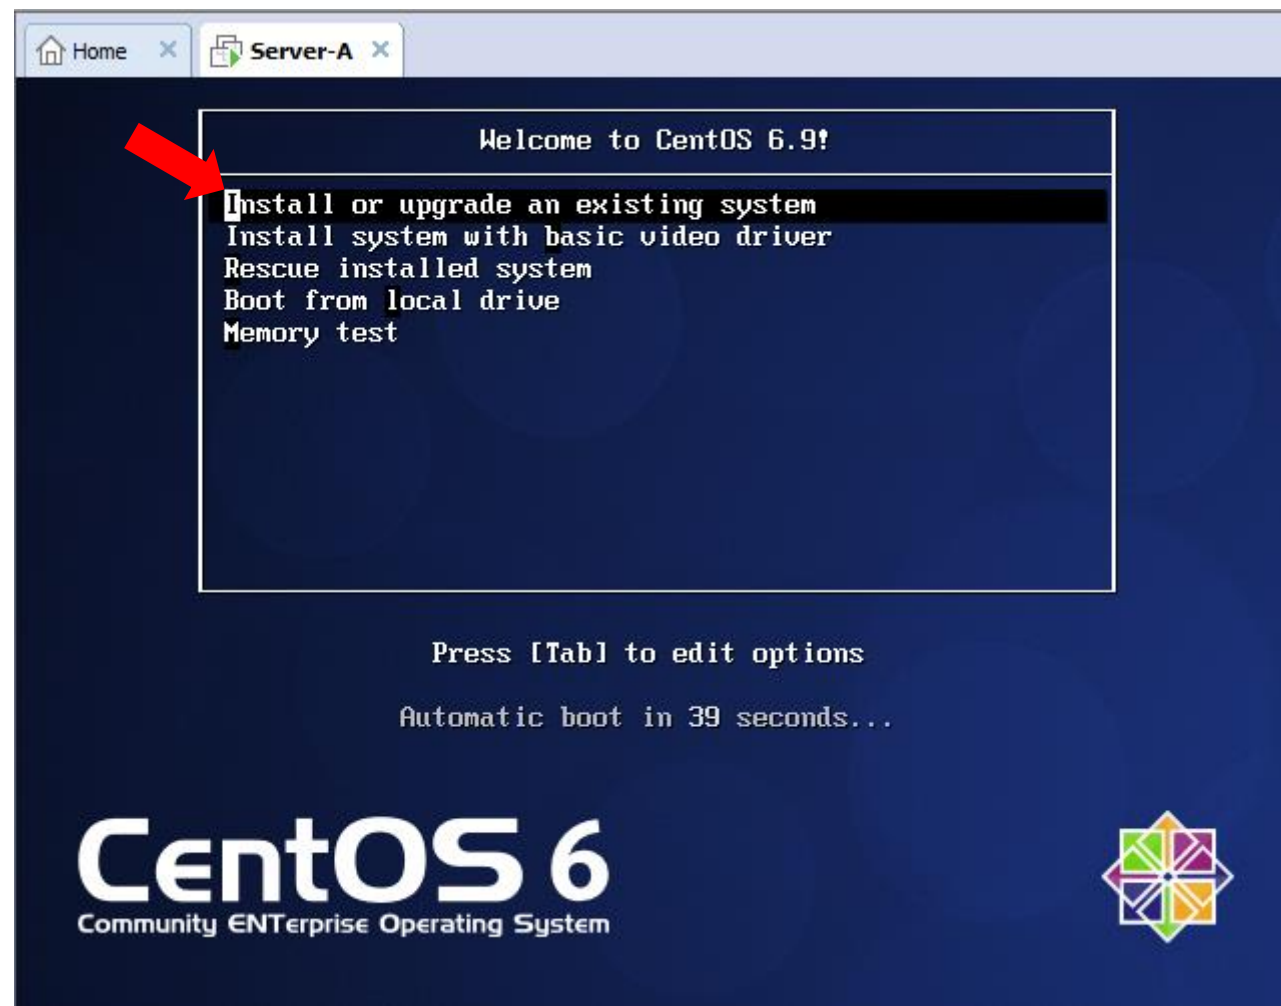 Home
Server-A
Welcome to CentOS 6.9!
Install or upgrade an existing system
Install system with basic video driver
Rescue installed system
Boot from local drive
Memory test
Press [Tab] to edit options
Automatic boot in 39 seconds...
CentOS 6
Community ENTerprise Operating System